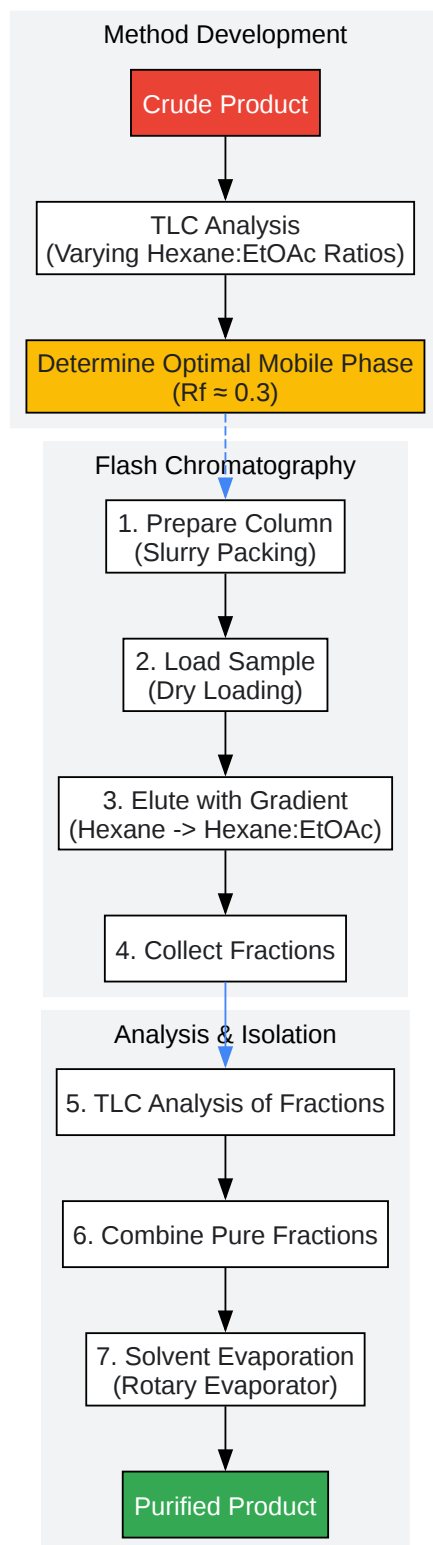 Method Development
Crude Product
TLC Analysis
(Varying Hexane:EtOAc Ratios)
Determine Optimal Mobile Phase
(Rf ≈ 0.3)
Flash Chromatography
1. Prepare Column
(Slurry Packing)
2. Load Sample
(Dry Loading)
3. Elute with Gradient
(Hexane -> Hexane:EtOAc)
4. Collect Fractions
Analysis & Isolation
5. TLC Analysis of Fractions
6. Combine Pure Fractions
7. Solvent Evaporation
(Rotary Evaporator)
Purified Product